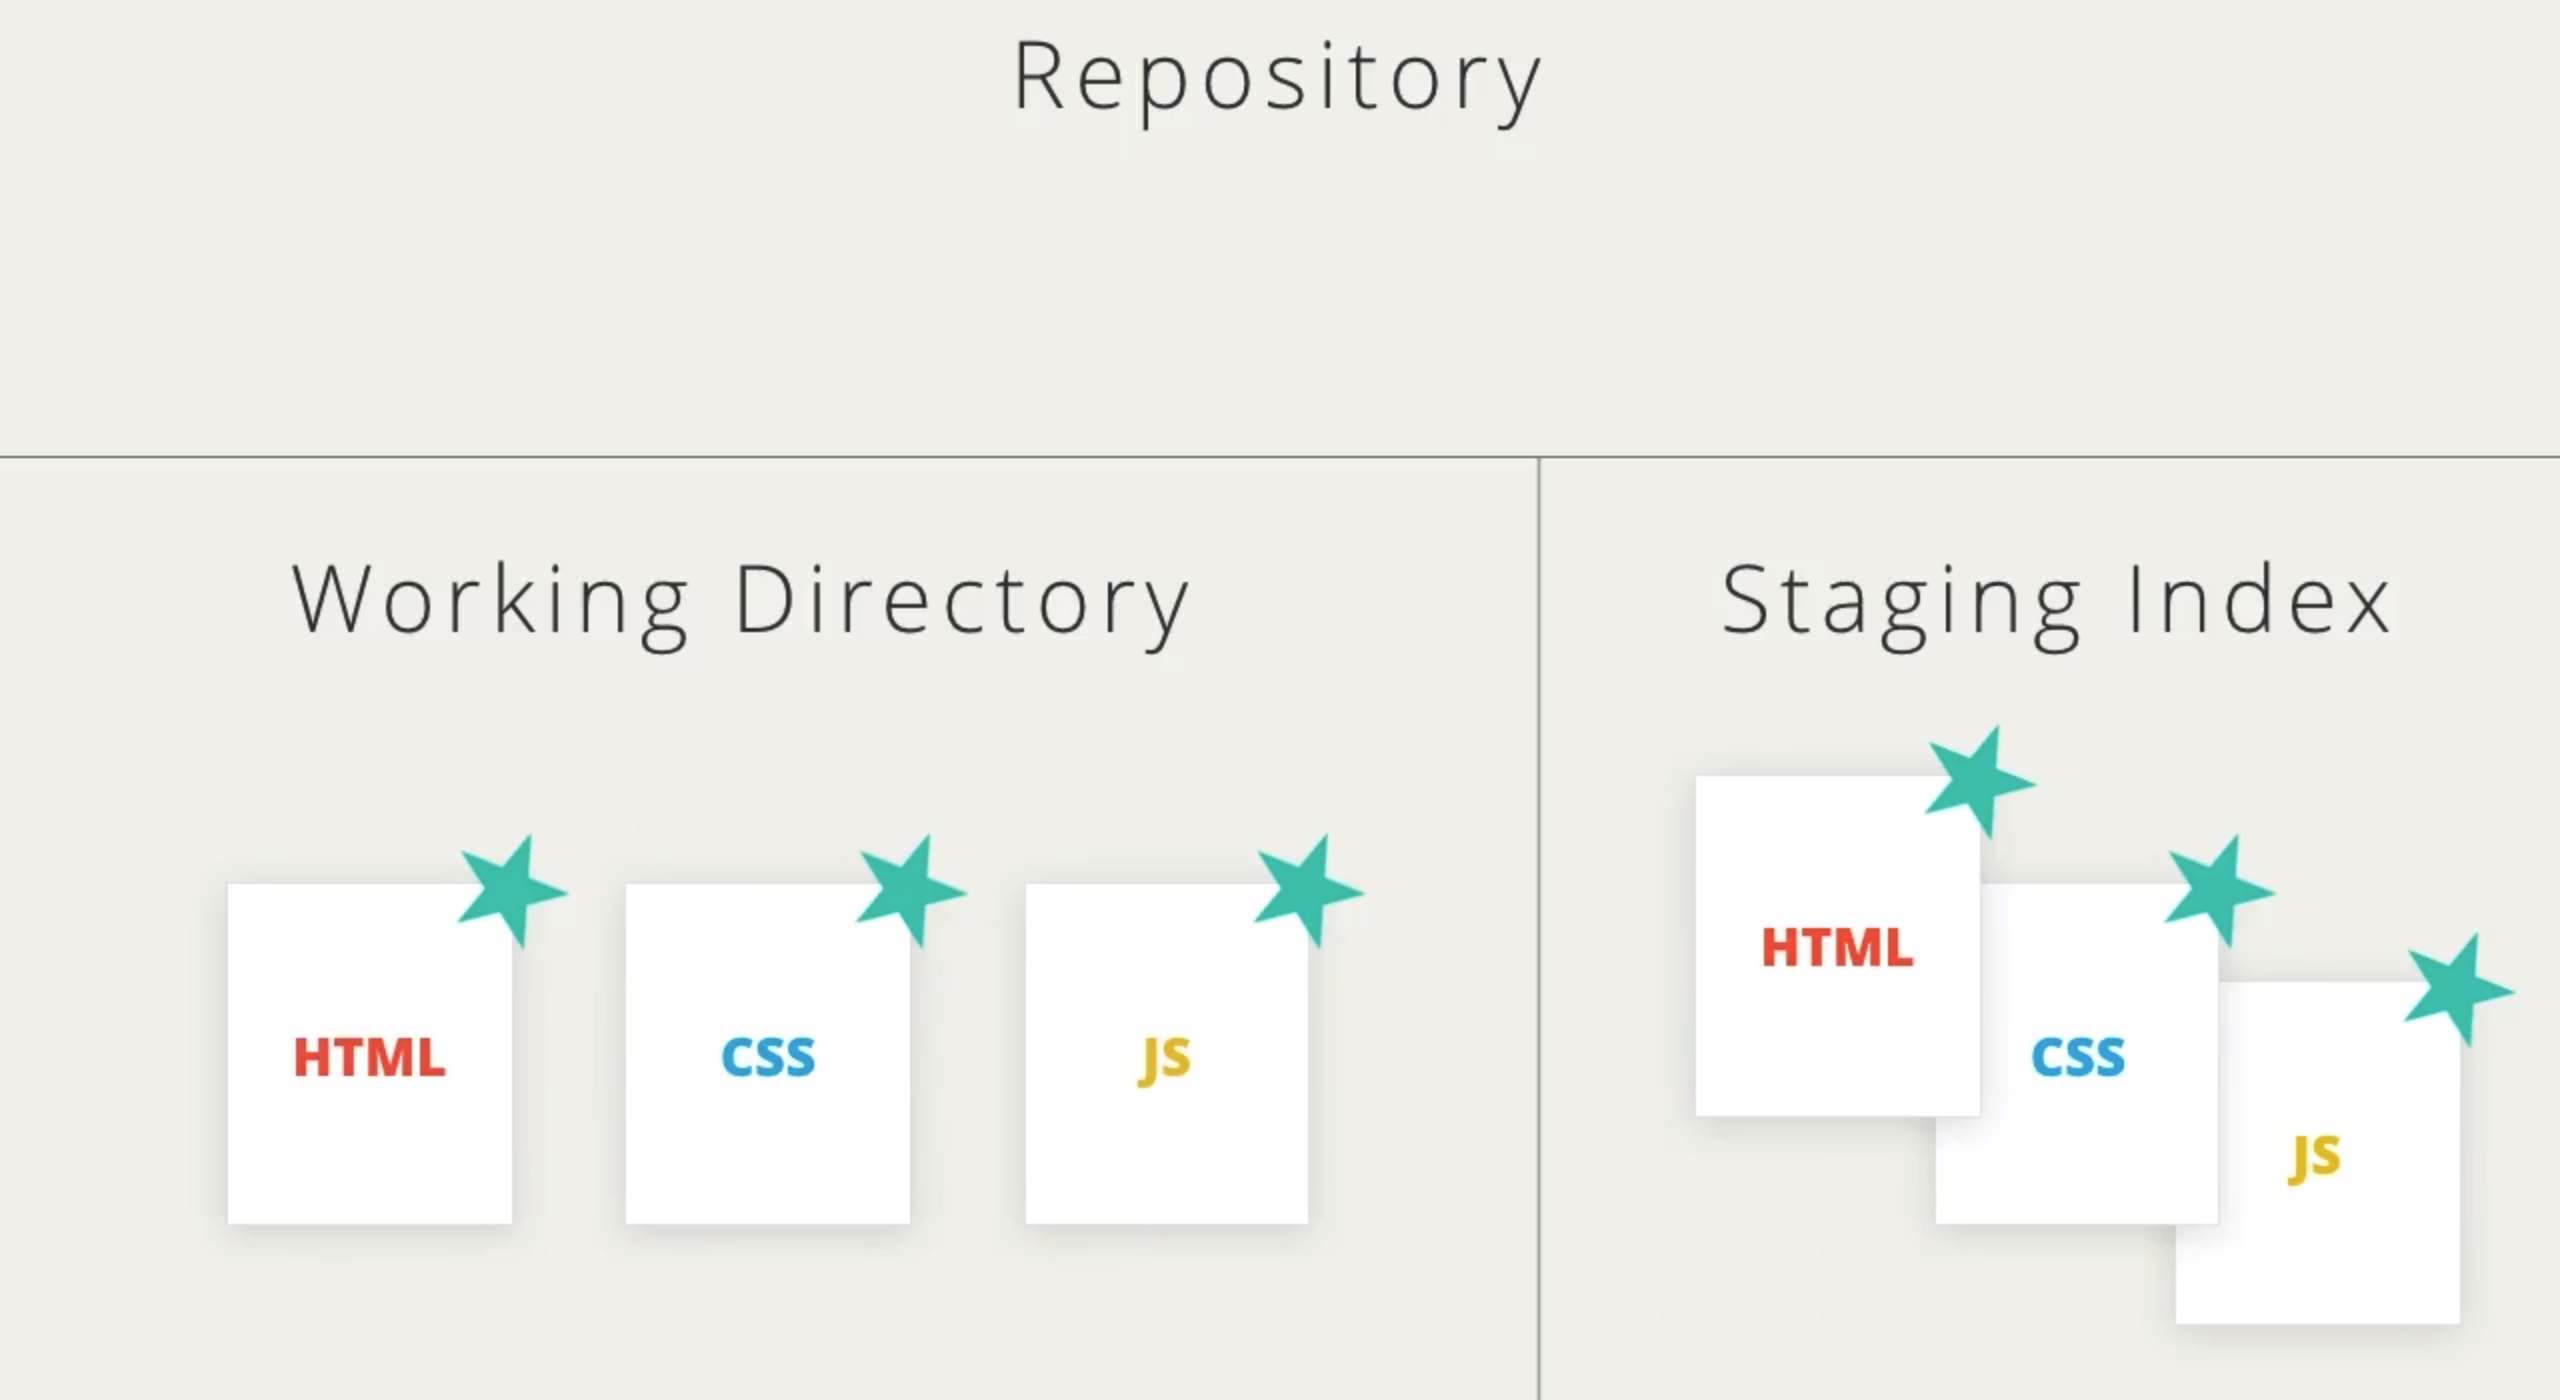 Repository
Working Directory
Staging Index
HTML
CSS
JS
HTML
CSS
JS